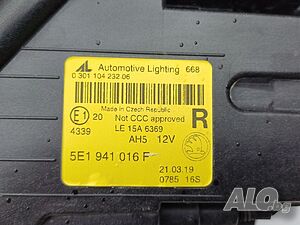 AL Automotive Lighting 668
0 301 104 232 06
Made in Czech Republic
E1 20 Not CCC approved R
4339 LE 15A 6369
AH5 12V
5E1 941 016 F
21.03.19
0785 16S
ALO.bg